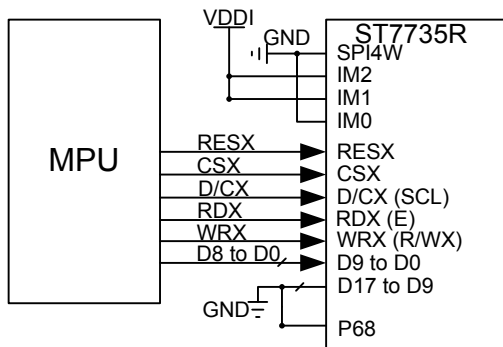 VDDI
ST7735R
GND
SPI4W
IM2
IM1
IM0
MPU
RESX
RESX
CSX
CSX
D/CX
D/CX (SCL)
RDX
RDX (E)
WRX
WRX (R/WX)
D8 to D0
D9 to D0
D17 to D9
GND
P68